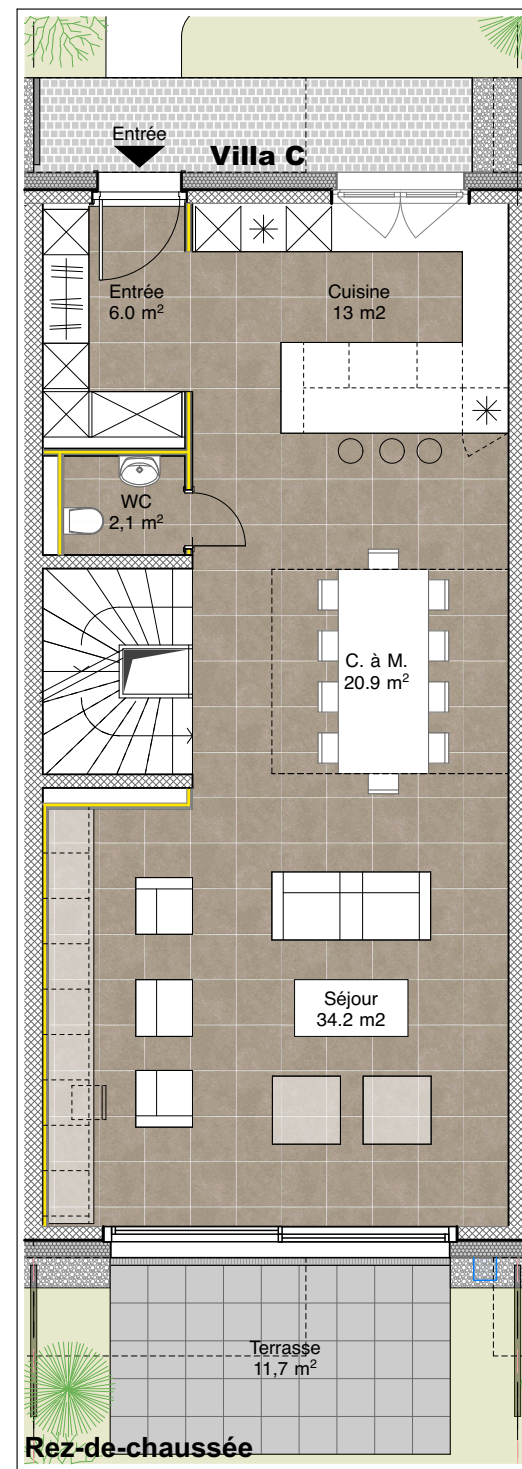 Entrée
Villa C
Entrée
6.0 m²
Cuisine
13 m2
WC
2,1 m²
C. à M.
20.9 m²
Séjour
34.2 m2
Terrasse
11,7 m²
Rez-de-chaussée